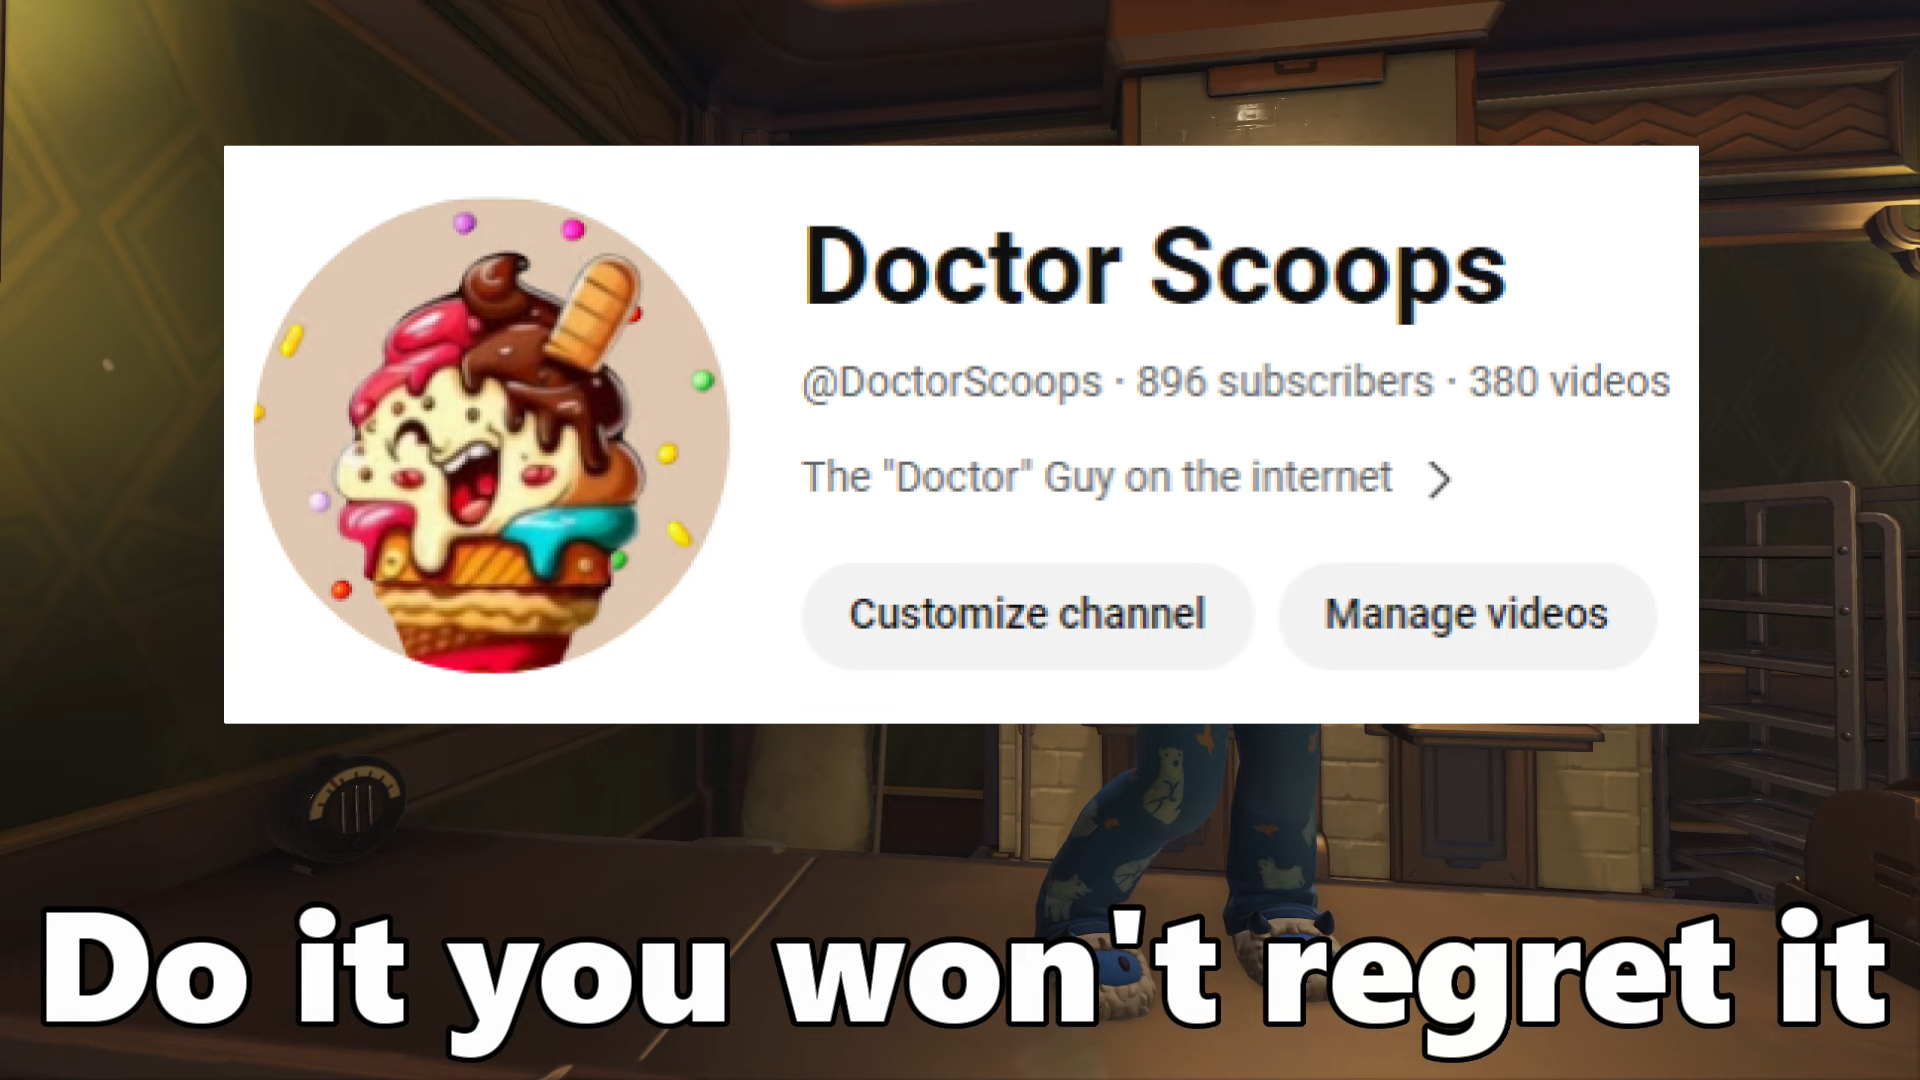 Doctor Scoops
@DoctorScoops · 896 subscribers · 380 videos
The "Doctor" Guy on the internet
Customize channel Manage videos
Do it you won't regret it